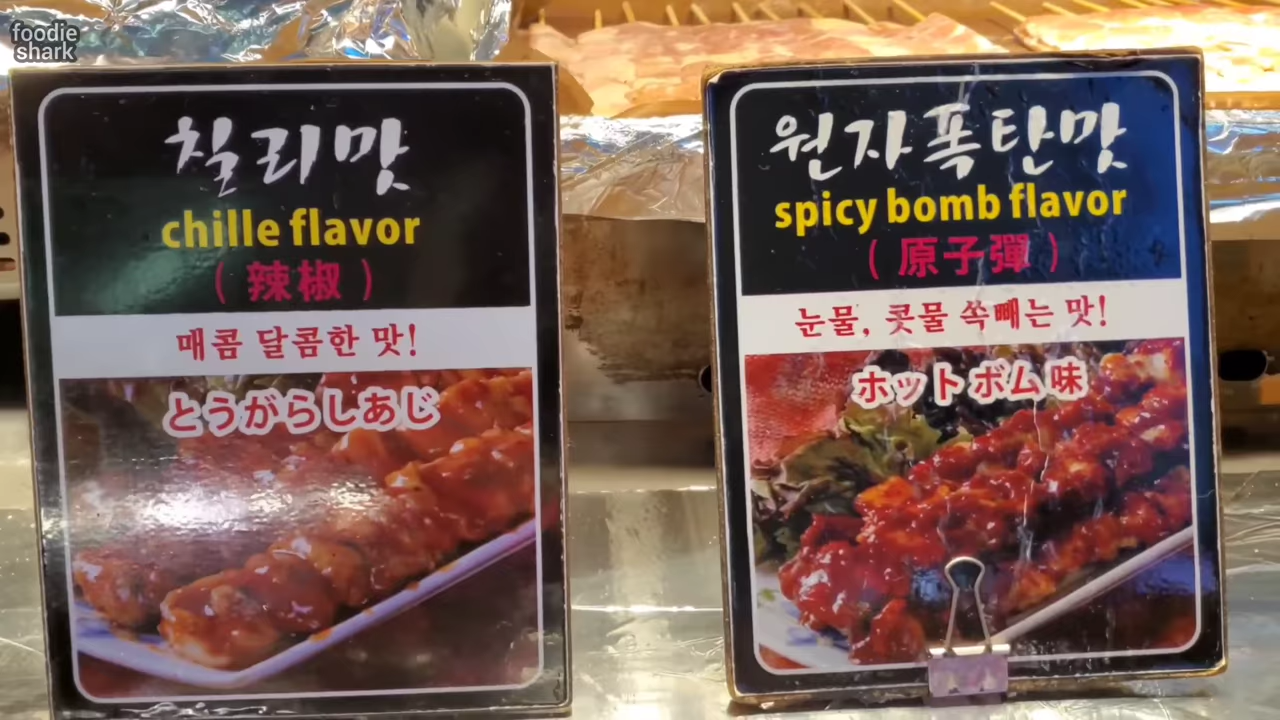 foodie
shark
칠리맛
chille flavor
(辣椒)
매콤 달콤한 맛!
とうがらしあじ
원자폭탄맛
spicy bomb flavor
(原子彈)
눈물, 콧물 쏙빼는 맛!
ホットボム味